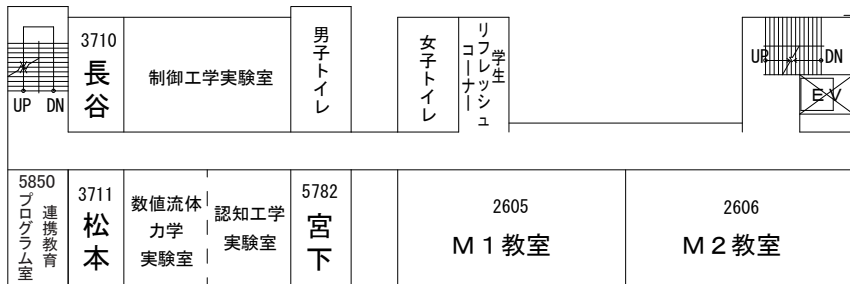 UP DN
3710
長谷
制御工学実験室
男子トイレ
女子トイレ
学生
リフレッシュ
コーナー
UP DN
EV
5850
連携教育
プログラム室
3711
松本
数値流体
力学
実験室
認知工学
実験室
5782
宮下
2605
M1教室
2606
M2教室